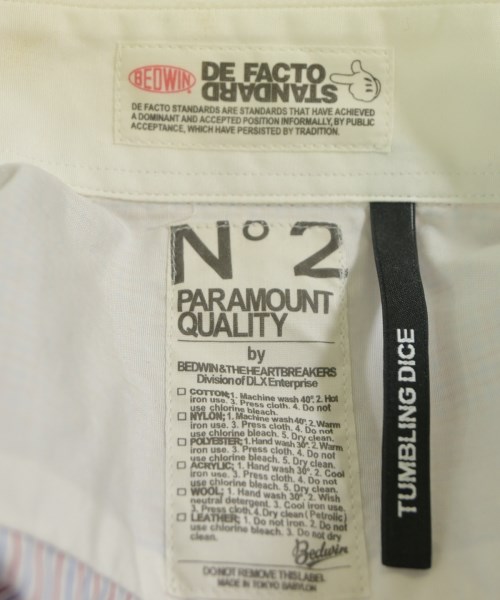 BEDWIN
DE FACTO
STANDARD
DE FACTO STANDARDS ARE STANDARDS THAT HAVE ACHIEVED
A DOMINANT AND ACCEPTED POSITION INFORMALLY, BY PUBLIC
ACCEPTANCE, WHICH HAVE PERSISTED BY TRADITION.
Nº 2
PARAMOUNT
QUALITY
by
BEDWIN & THE HEARTBREAKERS
Division of DLX Enterprise
COTTON; 1. Machine wash 40°. 2. Hot
iron use. 3. Press cloth. 4. Do not
use chlorine bleach.
NYLON; 1. Machine wash 40°. 2. Warm
iron use. 3. Press cloth. 4. Do not
use chlorine bleach. 5. Dry clean.
POLYESTER; 1. Hand wash 30°. 2. Warm
iron use. 3. Press cloth. 4. Do not
use chlorine bleach. 5. Dry clean.
ACRYLIC; 1. Hand wash 30°. 2. Cool
iron use. 3. Press cloth. 4. Do not
use chlorine bleach. 5. Dry clean.
WOOL; 1. Hand wash 30°. 2. Wish
neutral detergent. 3. Cool iron use.
3. Press cloth. 4. Dry clean (Petrolic)
LEATHER; 1. Do not iron. 2. Do not
use chlorine bleach. 3. Do not dry
clean.
Bedwin
DO NOT REMOVE THIS LABEL
MADE IN TOKYO BABYLON
TUMBLING DICE